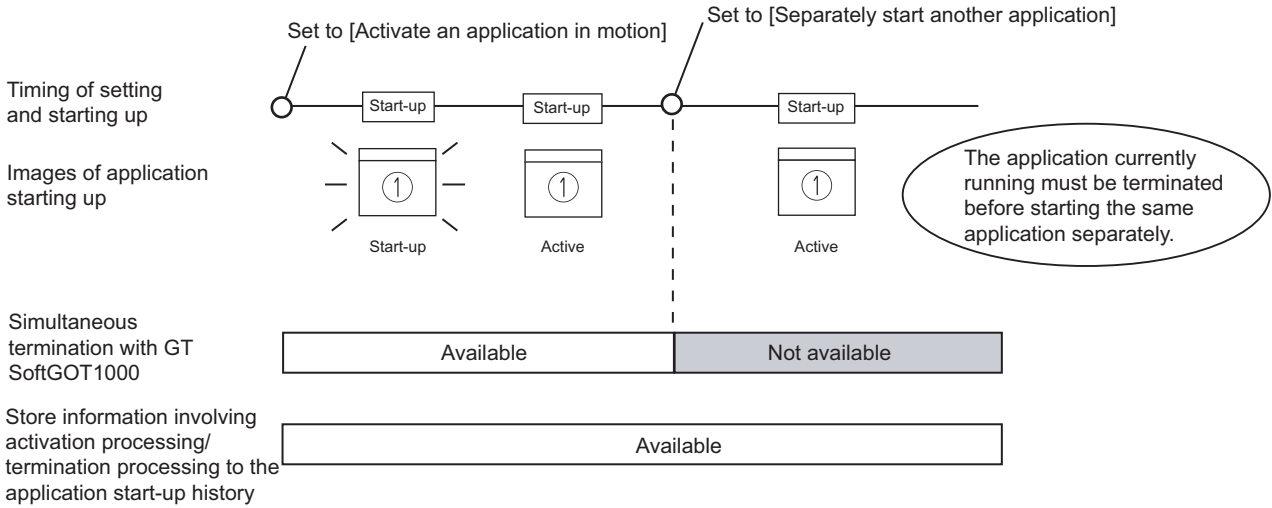 Set to [Separately start another application]
Set to [Activate an application in motion]
Timing of setting
and starting up
Start-up
Start-up
Start-up
Images of application
starting up
1
1
1
Start-up
Active
Active
The application currently
running must be terminated
before starting the same
application separately.
Simultaneous
termination with GT
SoftGOT1000
Available
Not available
Store information involving
activation processing/
termination processing to the
application start-up history
Available